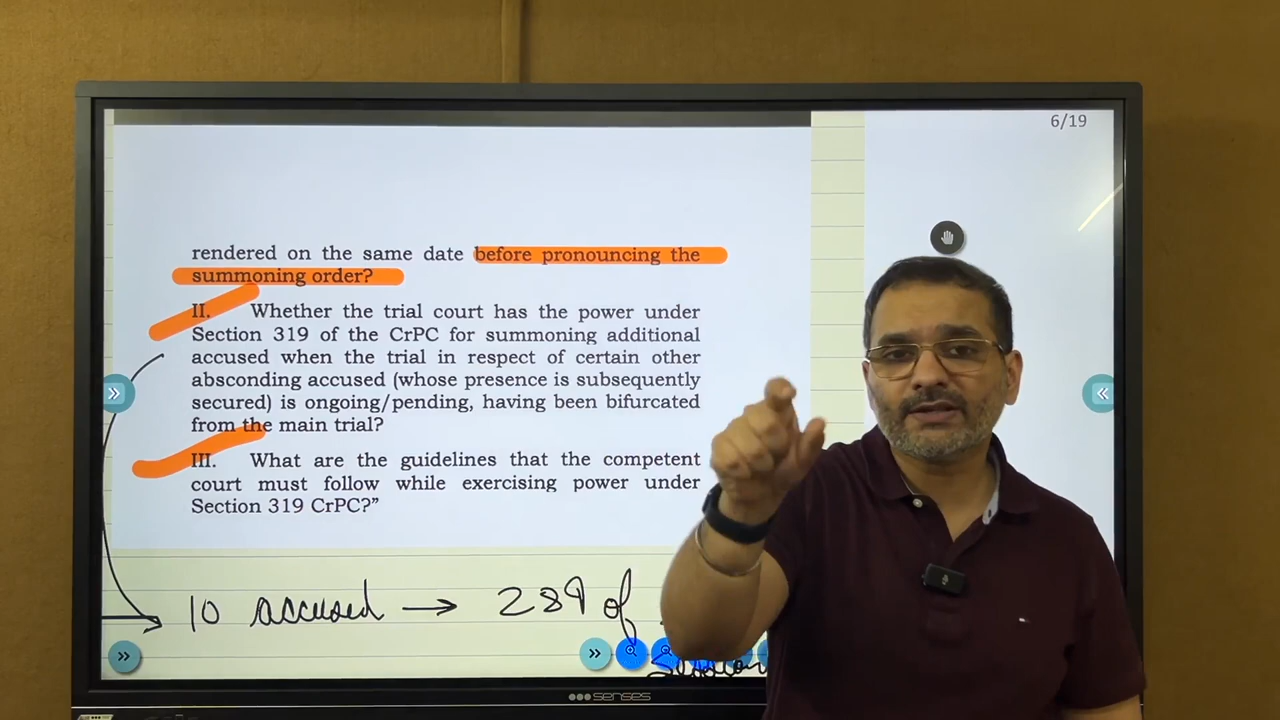 6/19
rendered on the same date before pronouncing the
summoning order?
II. Whether the trial court has the power under
Section 319 of the CrPC for summoning additional
accused when the trial in respect of certain other
absconding accused (whose presence is subsequently
secured) is ongoing/pending, having been bifurcated
from the main trial?
III. What are the guidelines that the competent
court must follow while exercising power under
Section 319 CrPC?”
10 accused → 289 of
senses